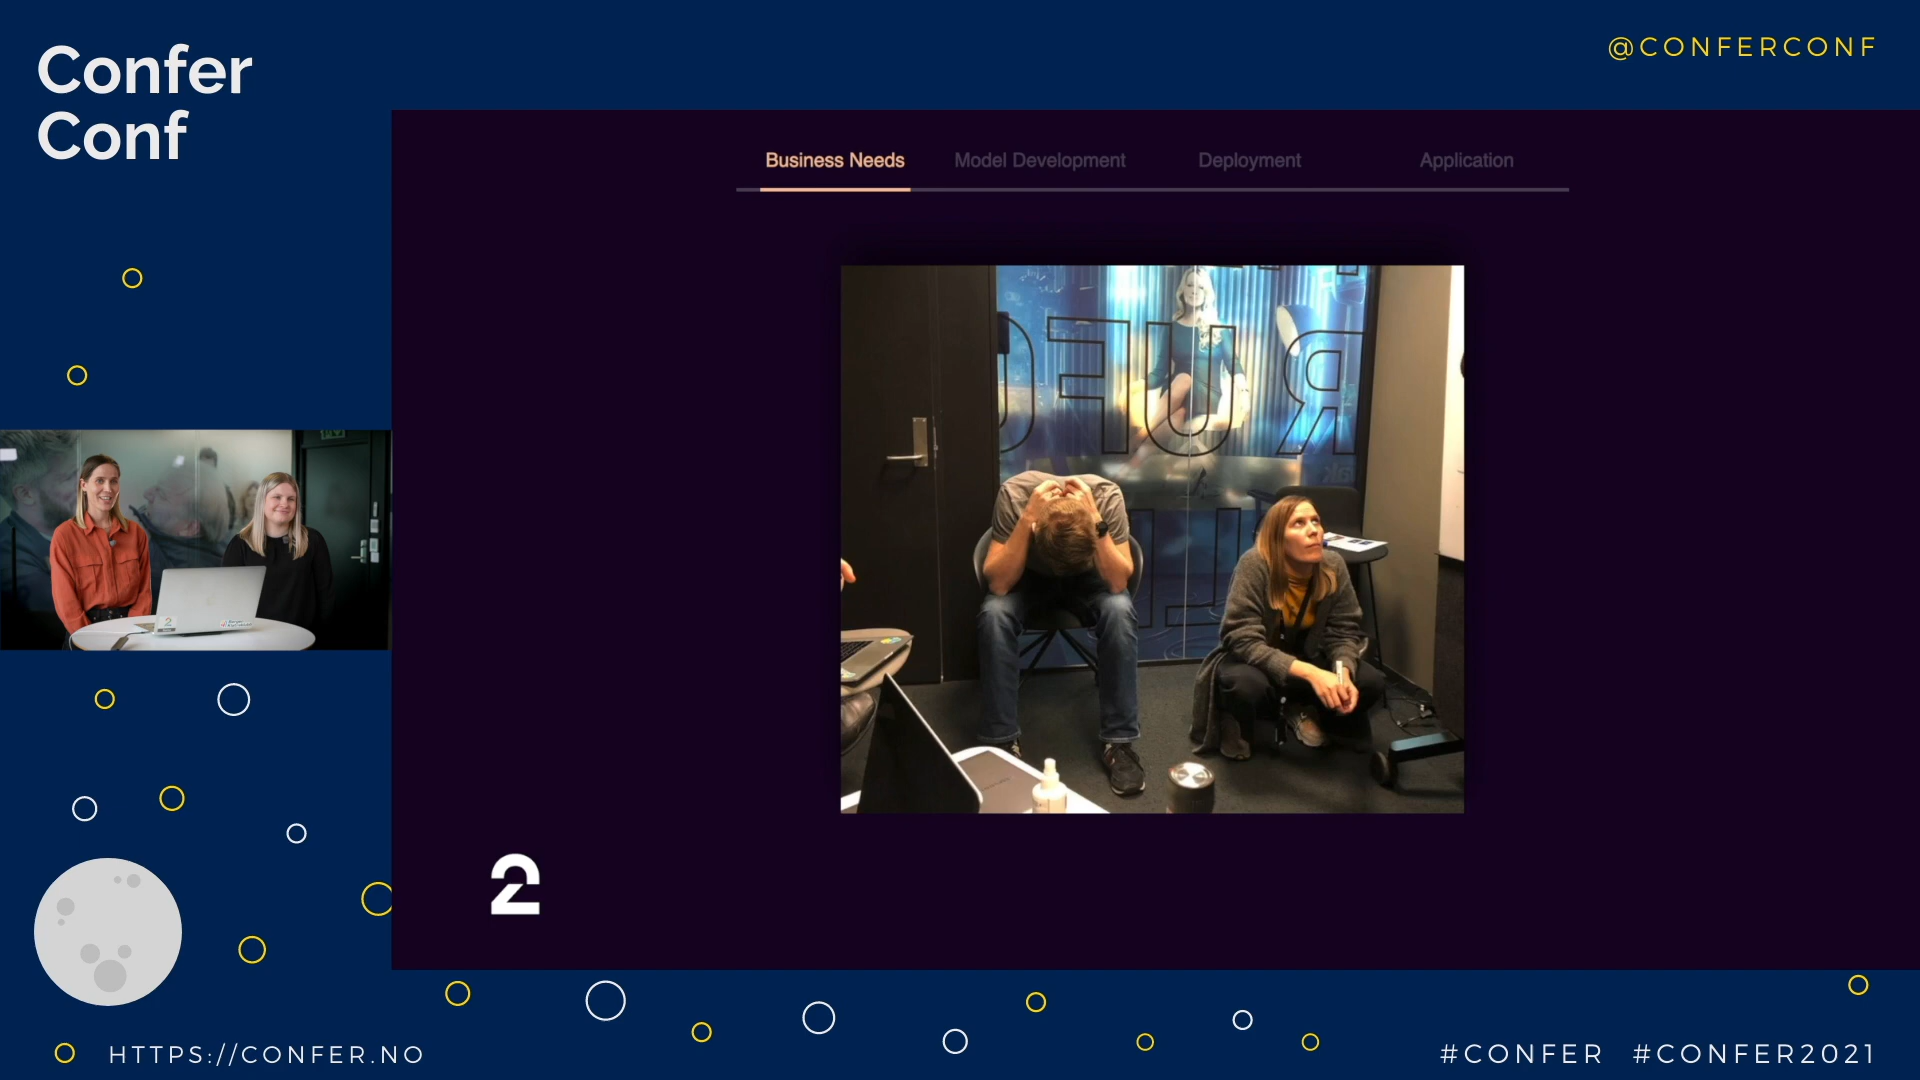 Confer
Conf
@CONFERCONF
Business Needs Model Development Deployment Application
2
HTTPS://CONFER.NO
#CONFER #CONFER2021